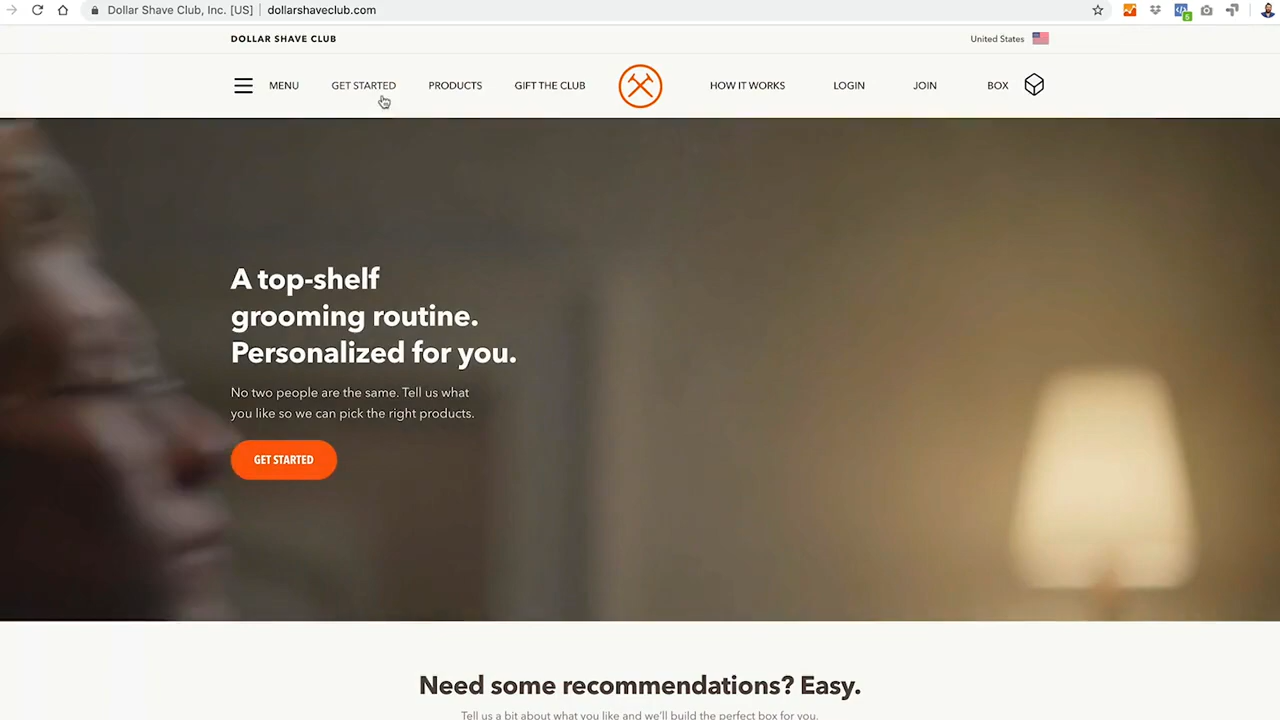 Dollar Shave Club, Inc. [US] dollarshaveclub.com
5
DOLLAR SHAVE CLUB United States
MENU GET STARTED PRODUCTS GIFT THE CLUB HOW IT WORKS LOGIN JOIN BOX
A top-shelf
grooming routine.
Personalized for you.
No two people are the same. Tell us what
you like so we can pick the right products.
GET STARTED
Need some recommendations? Easy.
Tell us a bit about what you like and we'll build the perfect box for you.